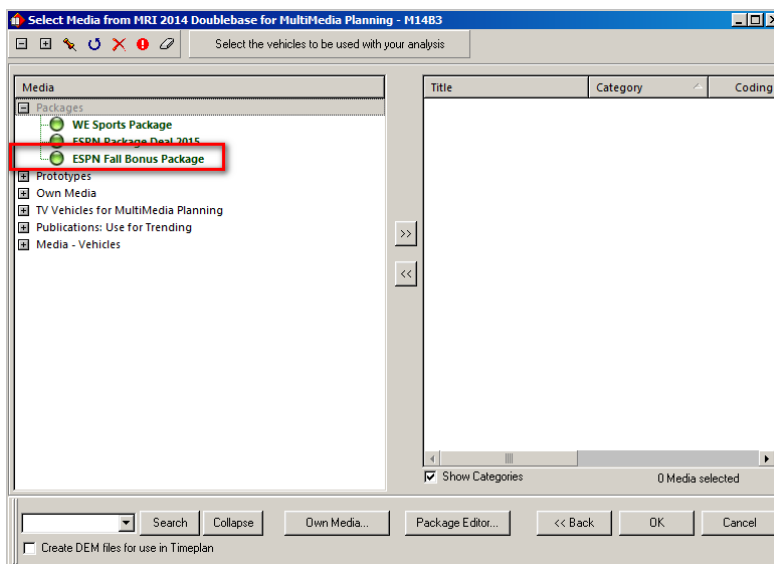 Select Media from MRI 2014 Doublebase for MultiMedia Planning - M14B3
Select the vehicles to be used with your analysis
Media
Packages
WE Sports Package
ESPN Package Deal 2015
ESPN Fall Bonus Package
Prototypes
Own Media
TV Vehicles for MultiMedia Planning
Publications: Use for Trending
Media - Vehicles
>>
<<
Title Category Coding
Show Categories 0 Media selected
Search Collapse Own Media... Package Editor... << Back OK Cancel
Create DEM files for use in Timeplan